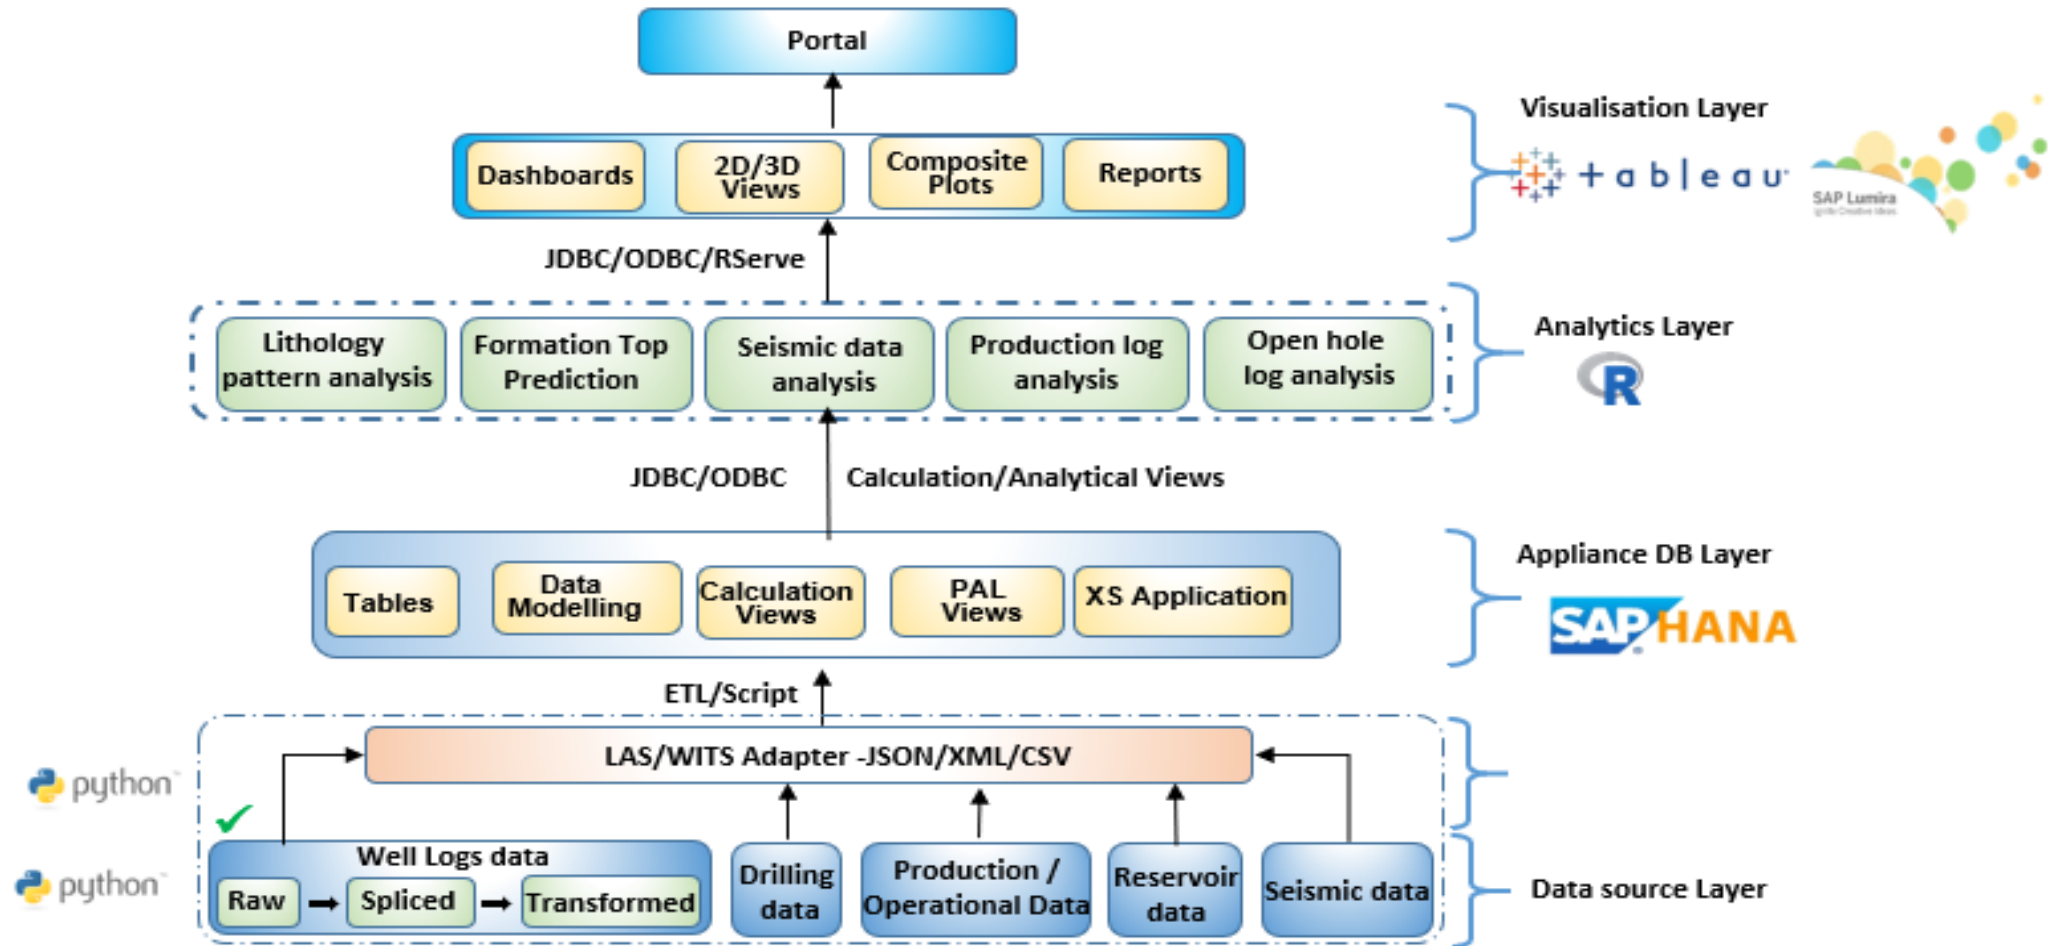 Portal
Visualisation Layer
Dashboards
2D/3D
Views
Composite
Plots
Reports
+ a b l e a u
SAP Lumira
Ignite Creative Ideas
JDBC/ODBC/RServe
Lithology
pattern analysis
Formation Top
Prediction
Seismic data
analysis
Production log
analysis
Open hole
log analysis
Analytics Layer
R
JDBC/ODBC
Calculation/Analytical Views
Appliance DB Layer
Tables
Data
Modelling
Calculation
Views
PAL
Views
XS Application
SAP HANA
ETL/Script
LAS/WITS Adapter -JSON/XML/CSV
python
Well Logs data
Raw
Spliced
Transformed
Drilling
data
Production /
Operational Data
Reservoir
data
Seismic data
Data source Layer
python